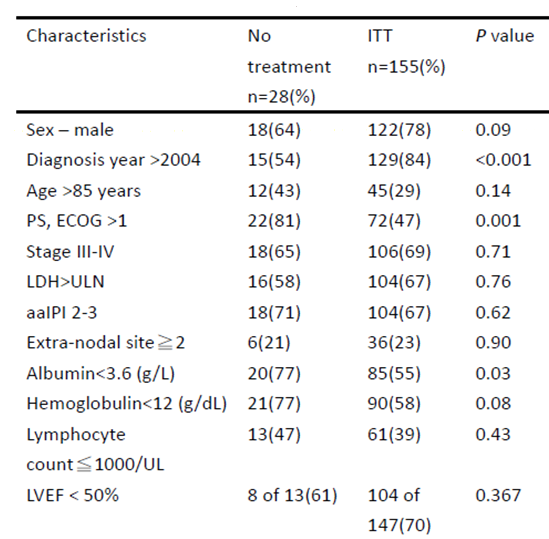 Characteristics No ITT P value
treatment n=155(%)
n=28(%)
Sex – male 18(64) 122(78) 0.09
Diagnosis year >2004 15(54) 129(84) <0.001
Age >85 years 12(43) 45(29) 0.14
PS, ECOG >1 22(81) 72(47) 0.001
Stage III-IV 18(65) 106(69) 0.71
LDH>ULN 16(58) 104(67) 0.76
aaIPI 2-3 18(71) 104(67) 0.62
Extra-nodal site≧2 6(21) 36(23) 0.90
Albumin<3.6 (g/L) 20(77) 85(55) 0.03
Hemoglobulin<12 (g/dL) 21(77) 90(58) 0.08
Lymphocyte 13(47) 61(39) 0.43
count≦1000/UL
LVEF < 50% 8 of 13(61) 104 of 0.367
147(70)